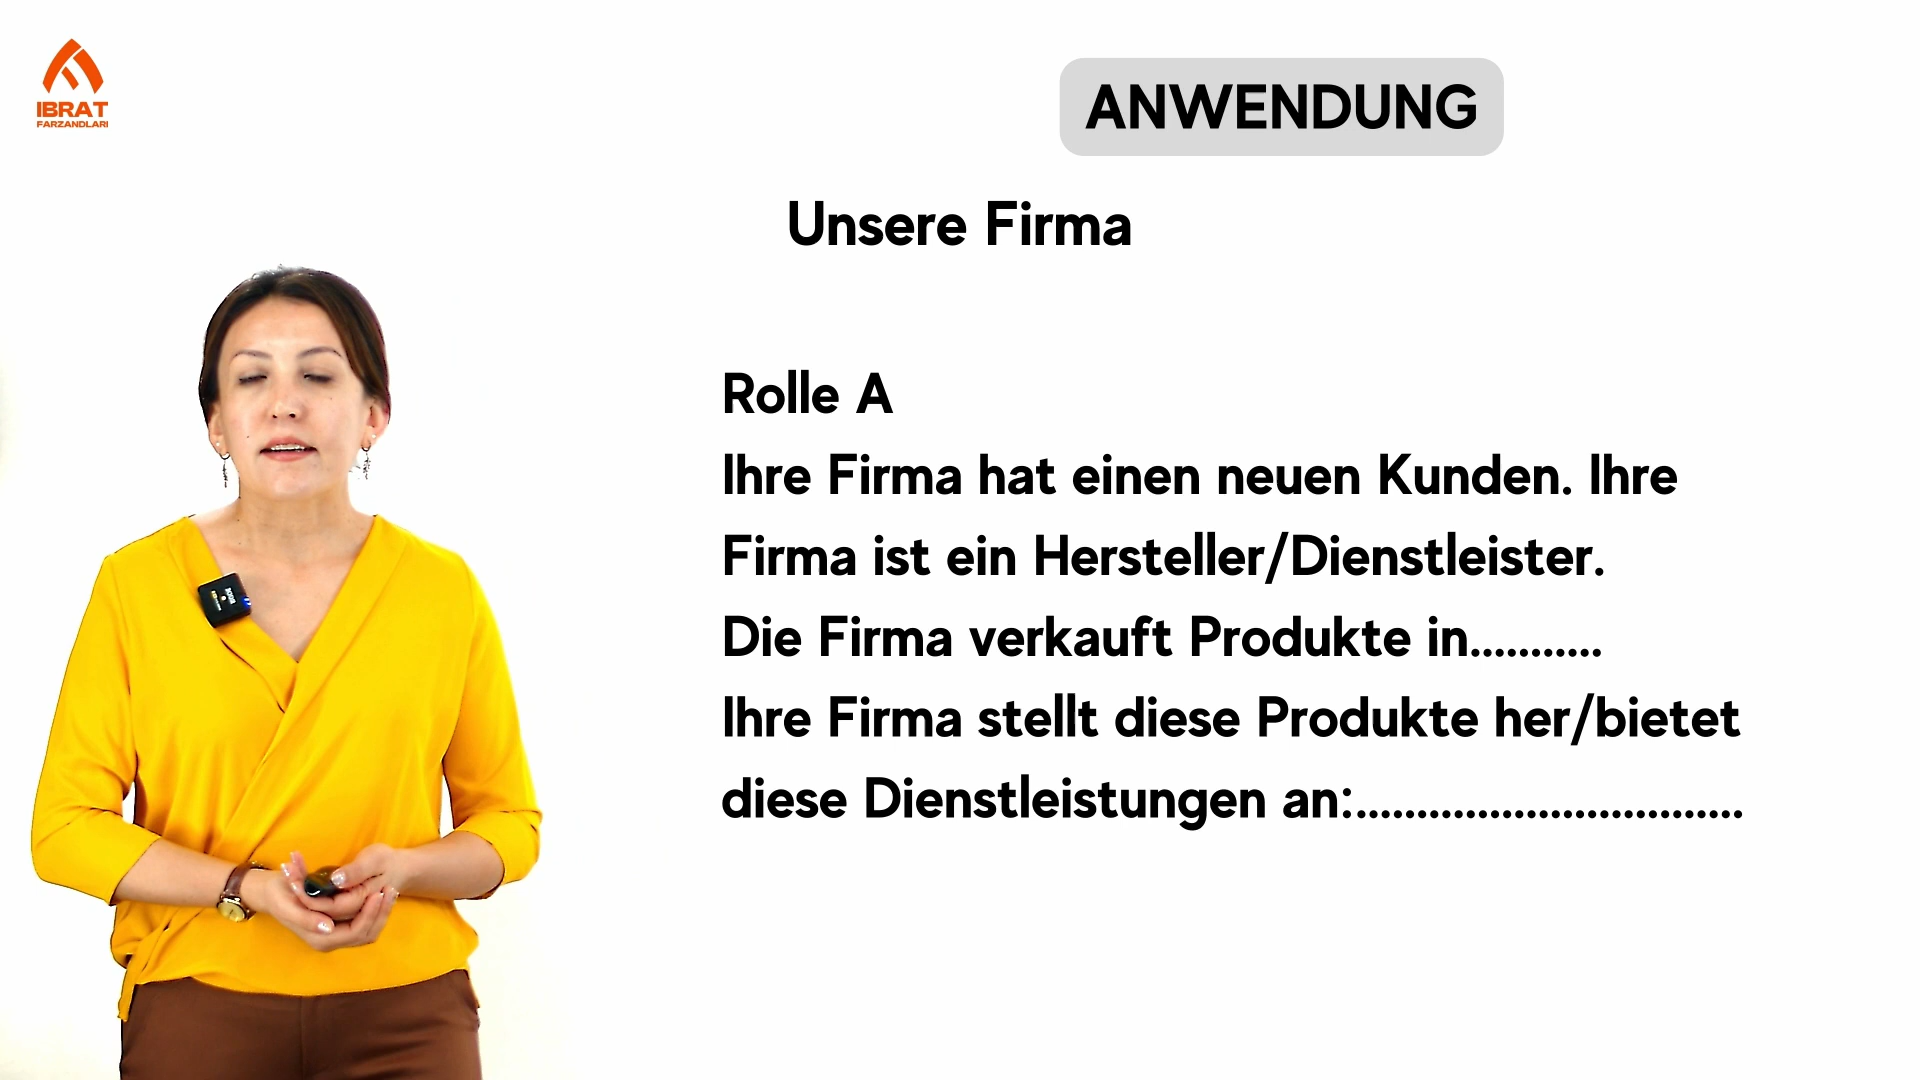 IBRAT
FARZANDLARI
ANWENDUNG
Unsere Firma
Rolle A
Ihre Firma hat einen neuen Kunden. Ihre
Firma ist ein Hersteller/Dienstleister.
Die Firma verkauft Produkte in...........
Ihre Firma stellt diese Produkte her/bietet
diese Dienstleistungen an:................................